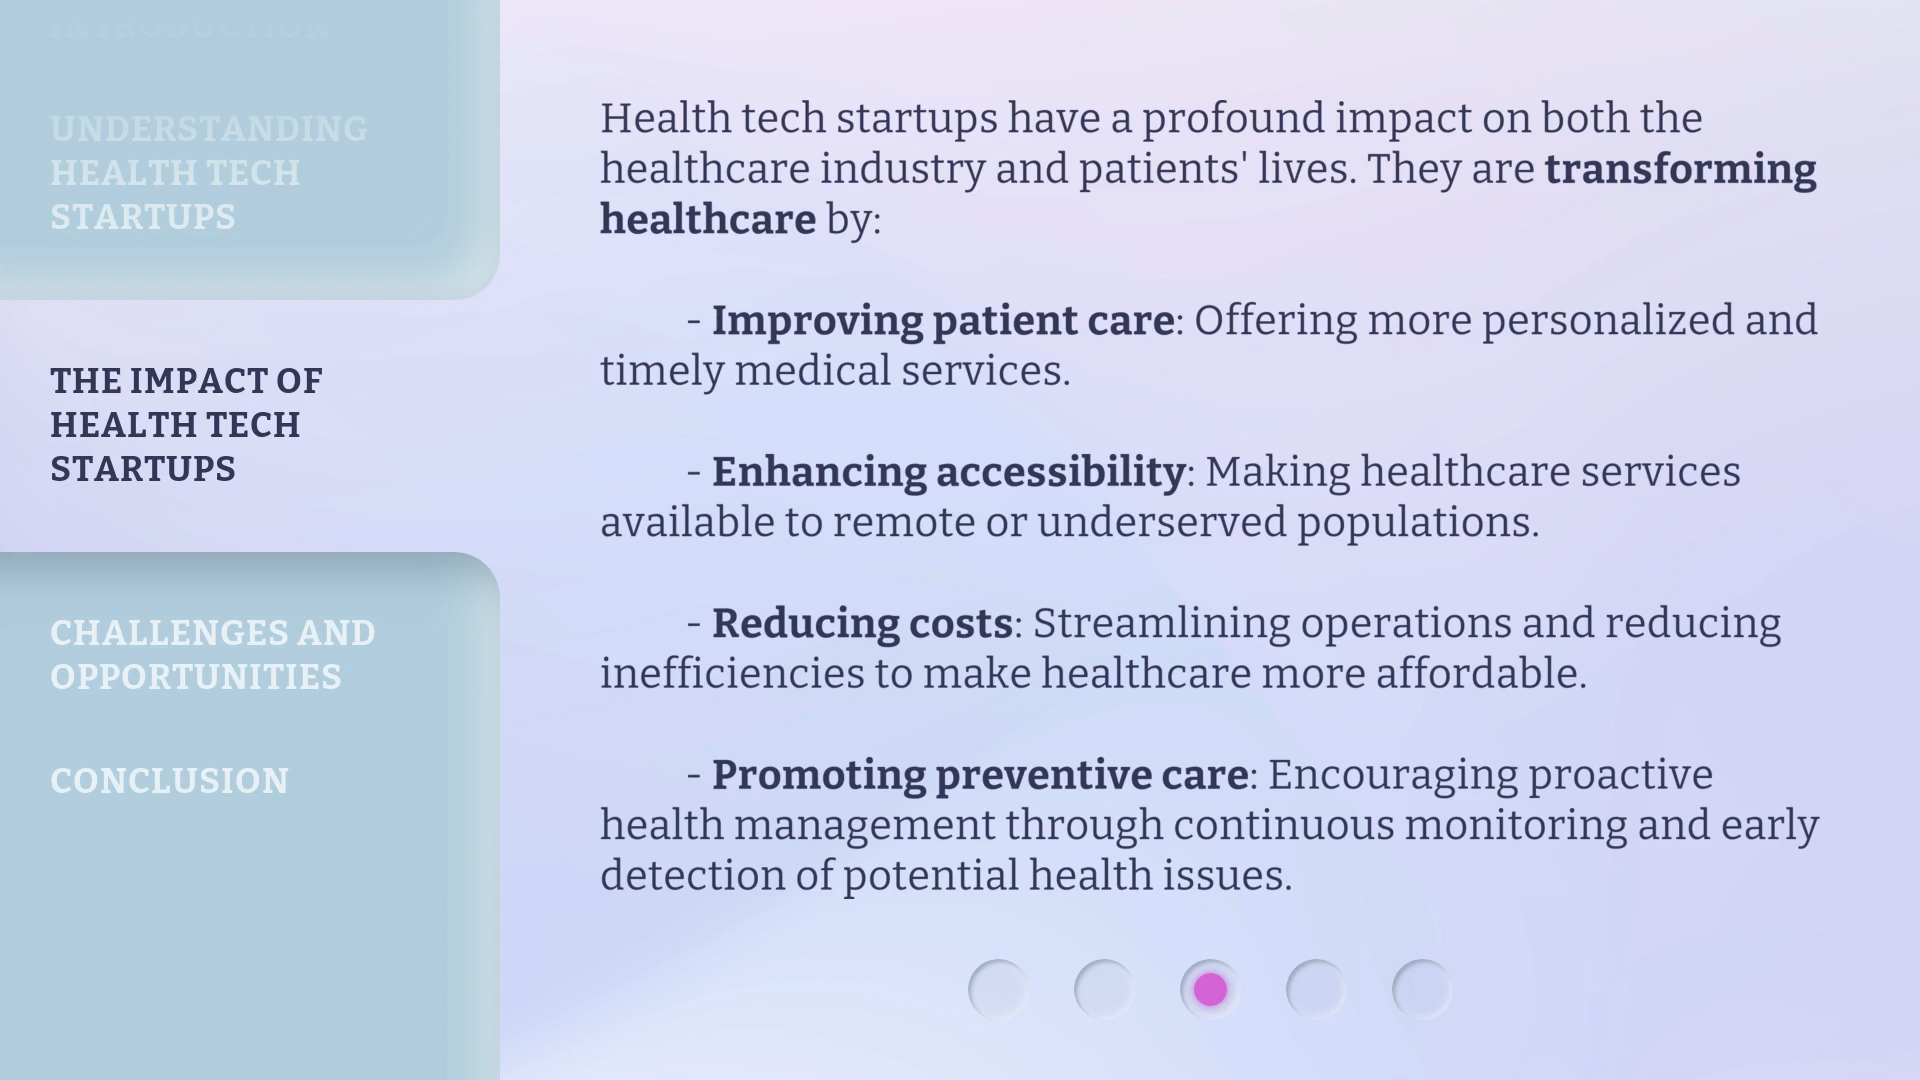 INTRODUCTION
UNDERSTANDING
HEALTH TECH
STARTUPS
THE IMPACT OF
HEALTH TECH
STARTUPS
CHALLENGES AND
OPPORTUNITIES
CONCLUSION
Health tech startups have a profound impact on both the
healthcare industry and patients' lives. They are transforming
healthcare by:
- Improving patient care: Offering more personalized and
timely medical services.
- Enhancing accessibility: Making healthcare services
available to remote or underserved populations.
- Reducing costs: Streamlining operations and reducing
inefficiencies to make healthcare more affordable.
- Promoting preventive care: Encouraging proactive
health management through continuous monitoring and early
detection of potential health issues.